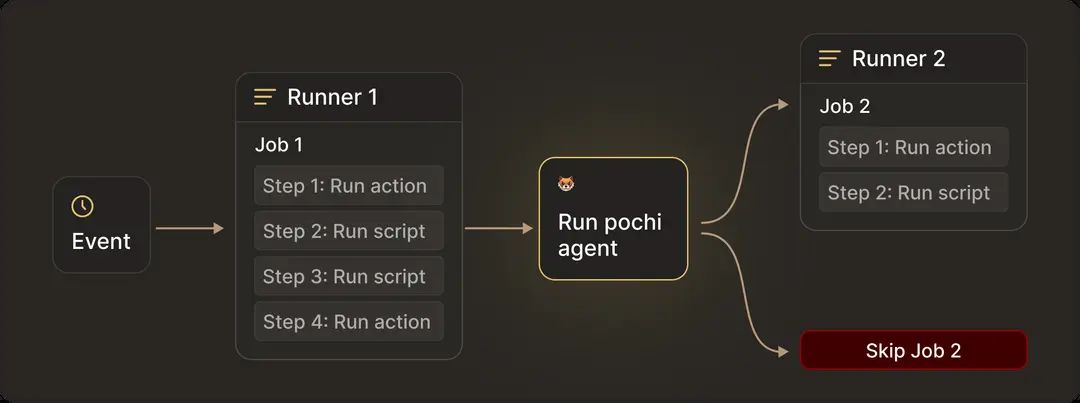 Event
Runner 1
Job 1
Step 1: Run action
Step 2: Run script
Step 3: Run script
Step 4: Run action
Run pochi
agent
Runner 2
Job 2
Step 1: Run action
Step 2: Run script
Skip Job 2